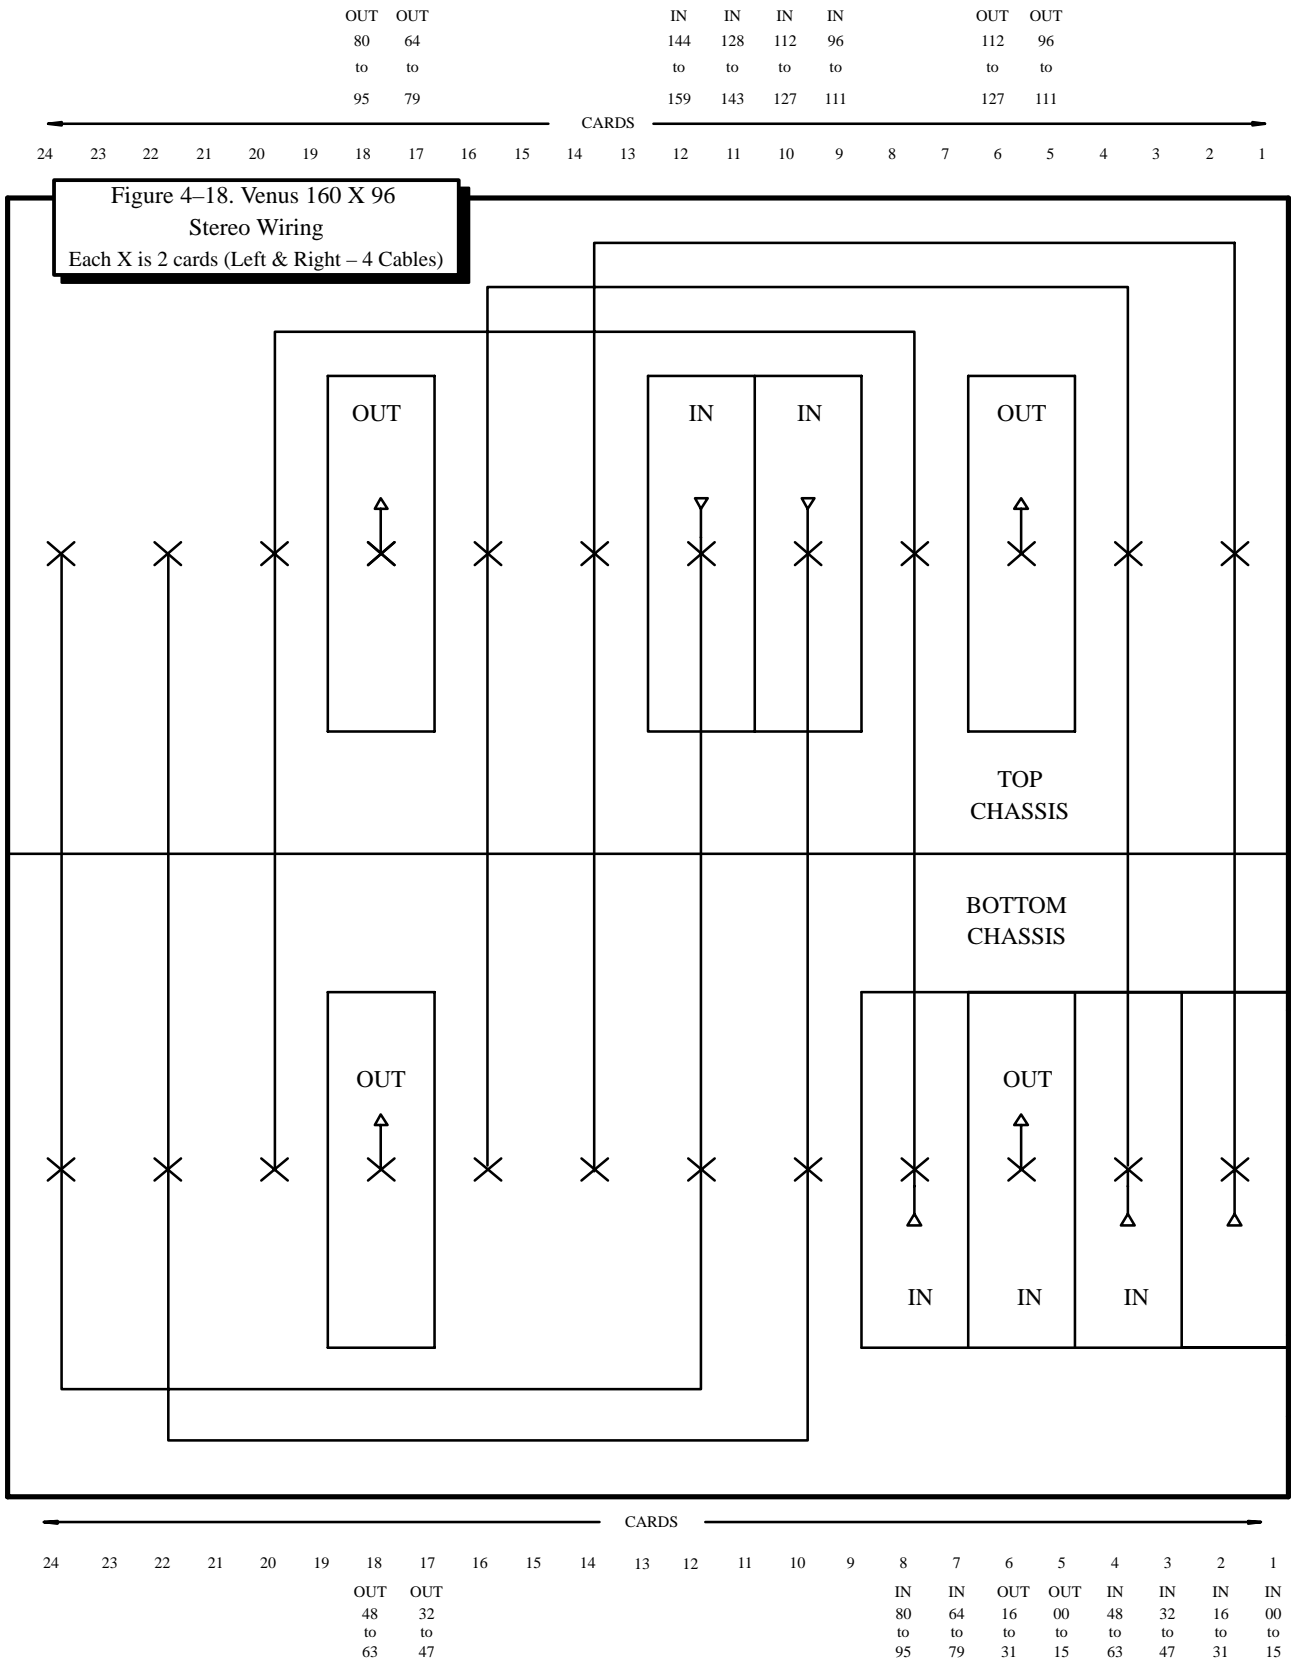 OUT OUT IN IN IN IN OUT OUT
80 64 144 128 112 96 112 96
to to to to to to to to
95 79 159 143 127 111 127 111
CARDS
24 23 22 21 20 19 18 17 16 15 14 13 12 11 10 9 8 7 6 5 4 3 2 1
Figure 4–18. Venus 160 X 96
Stereo Wiring
Each X is 2 cards (Left & Right – 4 Cables)
OUT IN IN OUT
TOP
CHASSIS
BOTTOM
CHASSIS
OUT OUT
IN IN IN
CARDS
24 23 22 21 20 19 18 17 16 15 14 13 12 11 10 9 8 7 6 5 4 3 2 1
OUT OUT IN IN OUT OUT IN IN IN IN
48 32 80 64 16 00 48 32 16 00
to to to to to to to to to to
63 47 95 79 31 15 63 47 31 15